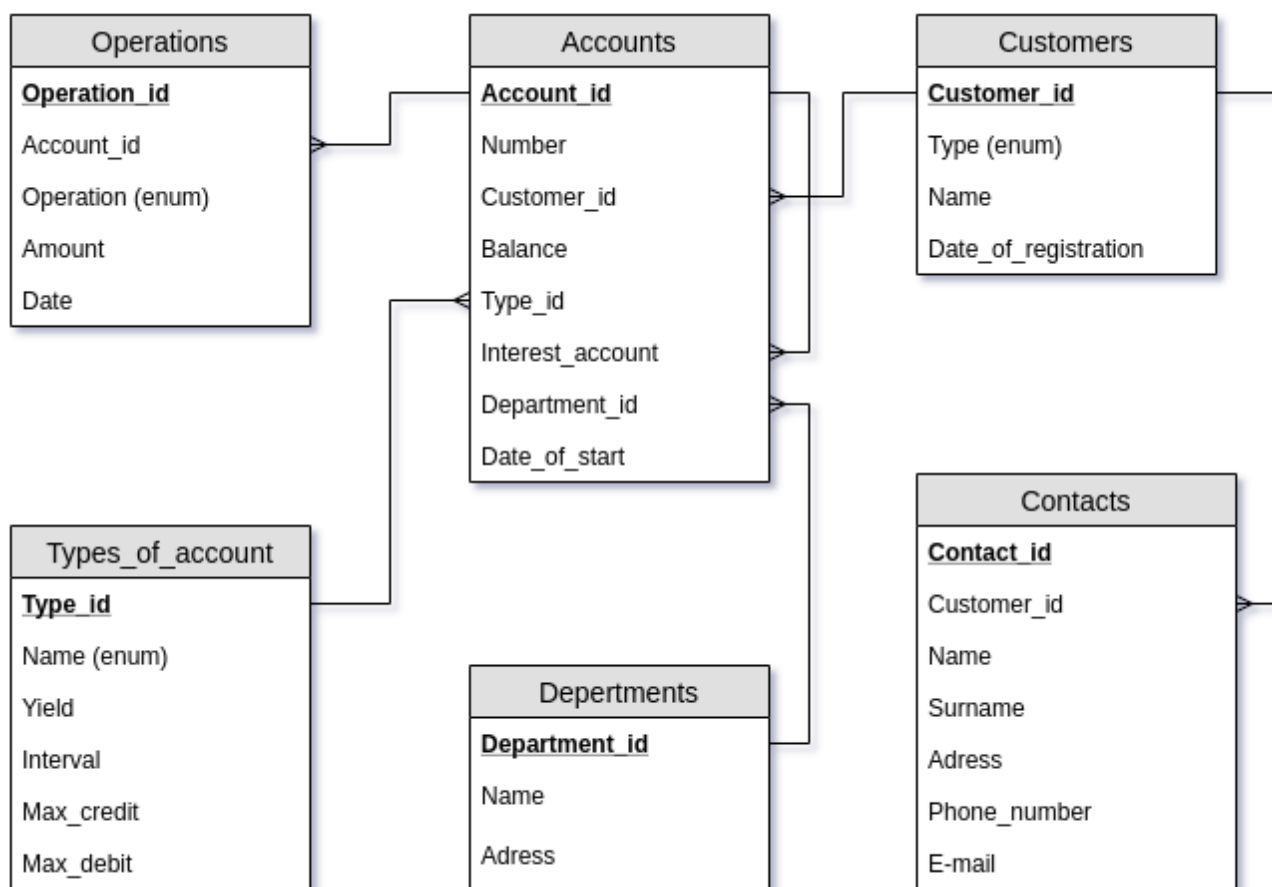 Operations
Operation_id
Account_id
Operation (enum)
Amount
Date
Accounts
Account_id
Number
Customer_id
Balance
Type_id
Interest_account
Department_id
Date_of_start
Customers
Customer_id
Type (enum)
Name
Date_of_registration
Types_of_account
Type_id
Name (enum)
Yield
Interval
Max_credit
Max_debit
Depertments
Department_id
Name
Adress
Contacts
Contact_id
Customer_id
Name
Surname
Adress
Phone_number
E-mail